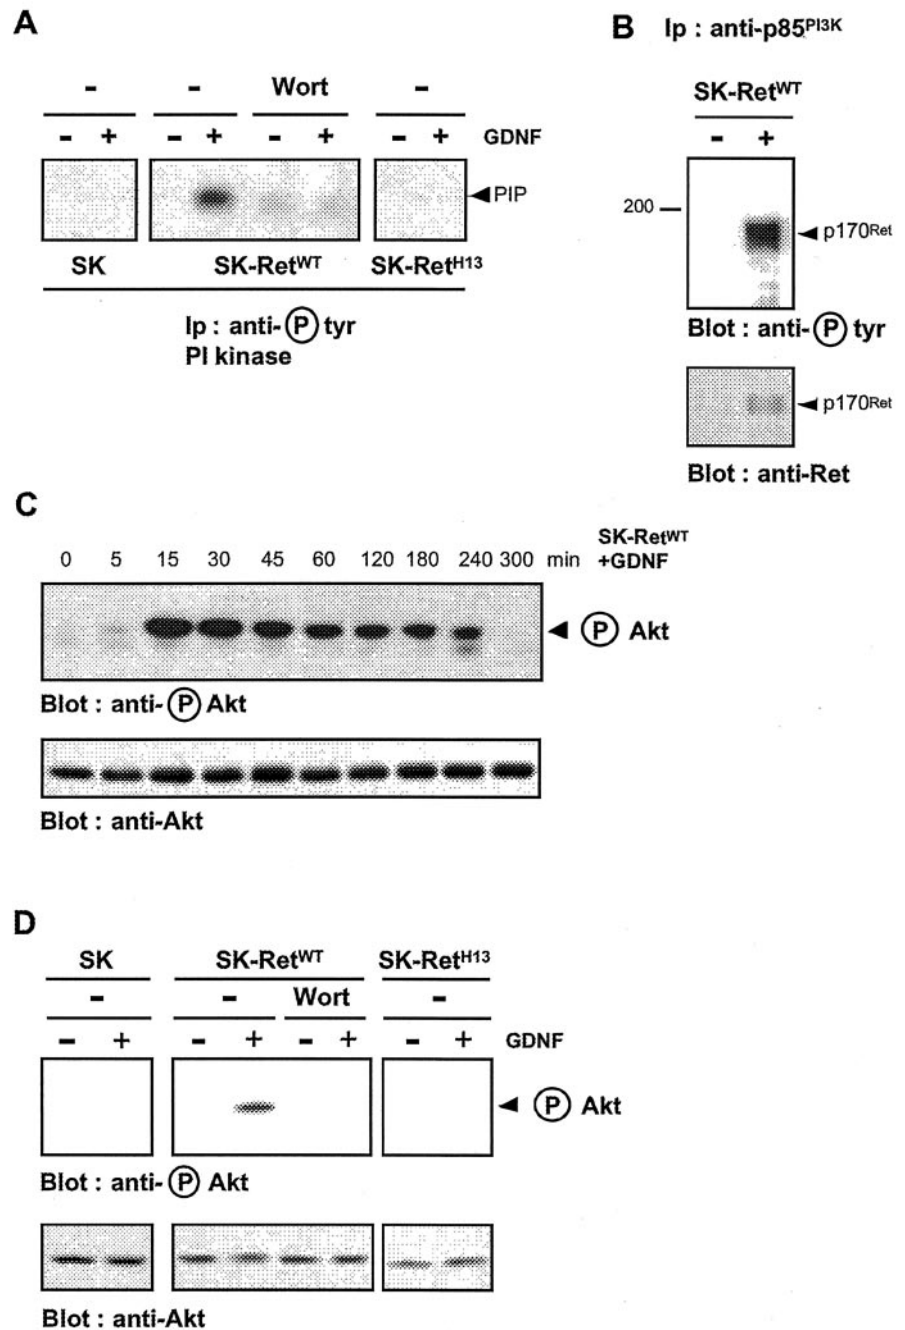 A
- - Wort -
- + - + - + - + GDNF
PIP
SK SK-RetWT SK-RetH13
Ip : anti- P tyr
PI kinase
B Ip : anti-p85PI3K
SK-RetWT
- +
200
p170Ret
Blot : anti- P tyr
p170Ret
Blot : anti-Ret
C
0 5 15 30 45 60 120 180 240 300 min
SK-RetWT
+GDNF
P Akt
Blot : anti- P Akt
Blot : anti-Akt
D
SK SK-RetWT SK-RetH13
- - Wort -
- + - + - + - + GDNF
P Akt
Blot : anti- P Akt
Blot : anti-Akt